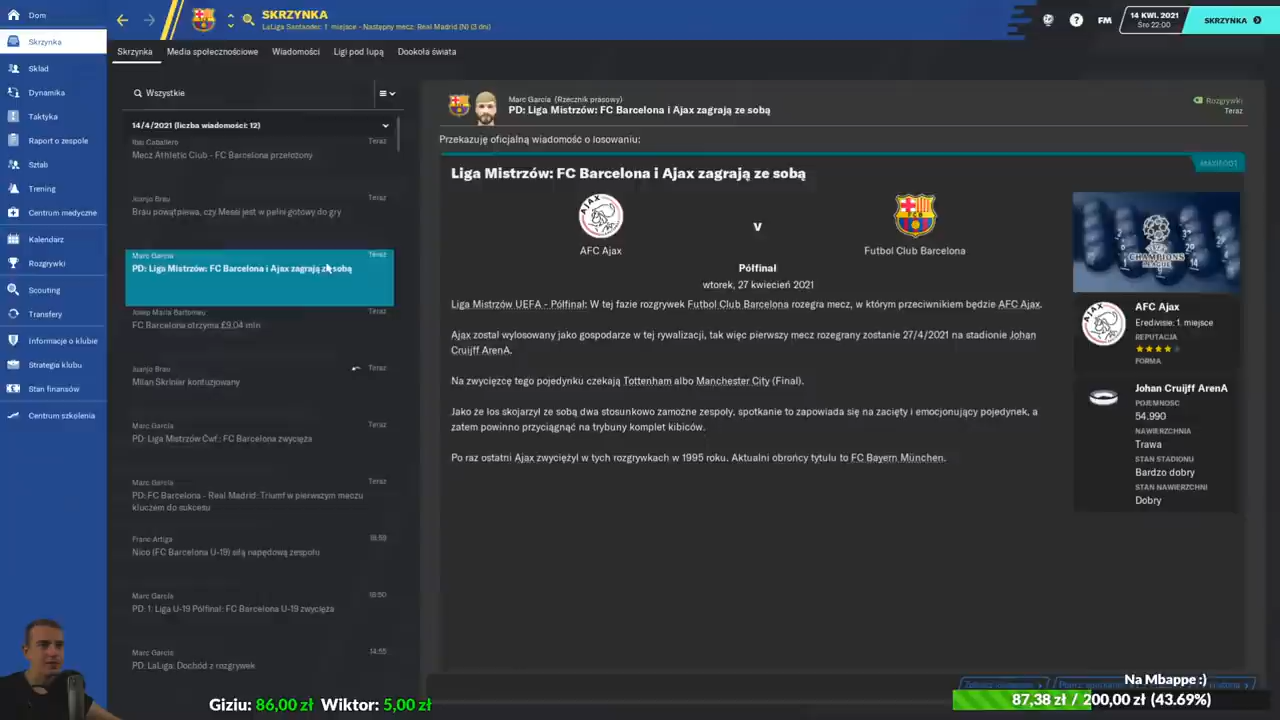 Dom
SKRZYNKA
LaLiga Santander: 1. miejsce - Następny mecz: Real Madrid (N) (3 dni)
FM
14 KWI. 2021
Śro 22:00
SKRZYNKA
Skrzynka
Skład
Dynamika
Taktyka
Raport o zespole
Sztab
Trening
Centrum medyczne
Kalendarz
Rozgrywki
Scouting
Transfery
Informacje o klubie
Strategia klubu
Stan finansów
Centrum szkolenia
Skrzynka Media społecznościowe Wiadomości Ligi pod lupą Dookoła świata
Wszystkie
14/4/2021 (liczba wiadomości: 12)
Teraz
Mecz Athletic Club - FC Barcelona przełożony
Juanjo Brau Teraz
Brau powątpiewa, czy Messi jest w pełni gotowy do gry
Marc García Teraz
PD: Liga Mistrzów: FC Barcelona i Ajax zagrają ze sobą
Josep Maria Bartomeu Teraz
FC Barcelona otrzyma £9.04 mln
Juanjo Brau Teraz
Milan Skriniar kontuzjowany
Marc García Teraz
PD: Liga Mistrzów Ćwf.: FC Barcelona zwycięża
Marc García Teraz
PD: FC Barcelona - Real Madrid: Triumf w pierwszym meczu
kluczem do sukcesu
Franc Artiga 18:59
Nico (FC Barcelona U-19) siłą napędową zespołu
Marc García 18:50
PD: 1. Liga U-19 Półfinał: FC Barcelona U-19 zwycięża
Marc García 14:55
PD: LaLiga: Dochód z rozgrywek
Marc García (Rzecznik prasowy)
PD: Liga Mistrzów: FC Barcelona i Ajax zagrają ze sobą
Rozgrywki
Teraz
Przekazuję oficjalną wiadomość o losowaniu:
Liga Mistrzów: FC Barcelona i Ajax zagrają ze sobą
AJAX
v
FCB
AFC Ajax
Futbol Club Barcelona
Półfinał
wtorek, 27 kwiecień 2021
Liga Mistrzów UEFA - Półfinał: W tej fazie rozgrywek Futbol Club Barcelona rozegra mecz, w którym przeciwnikiem będzie AFC Ajax.
Ajax został wylosowany jako gospodarze w tej rywalizacji, tak więc pierwszy mecz rozegrany zostanie 27/4/2021 na stadionie Johan
Cruijff ArenA.
Na zwycięzcę tego pojedynku czekają Tottenham albo Manchester City (Finał).
Jako że los skojarzył ze sobą dwa stosunkowo zamożne zespoły, spotkanie to zapowiada się na zacięty i emocjonujący pojedynek, a
zatem powinno przyciągnąć na trybuny komplet kibiców.
Po raz ostatni Ajax zwyciężył w tych rozgrywkach w 1995 roku. Aktualni obrońcy tytułu to FC Bayern München.
CHAMPIONS
LEAGUE
AFC Ajax
Eredivisie: 1. miejsce
REPUTACJA
FORMA
Johan Cruijff ArenA
POJEMNOŚĆ
54.990
NAWIERZCHNIA
Trawa
STAN STADIONU
Bardzo dobry
STAN NAWIERZCHNI
Dobry
Giziu: 86,00 zł Wiktor: 5,00 zł
Na Mbappe :)
87,38 zł / 200,00 zł (43.69%)